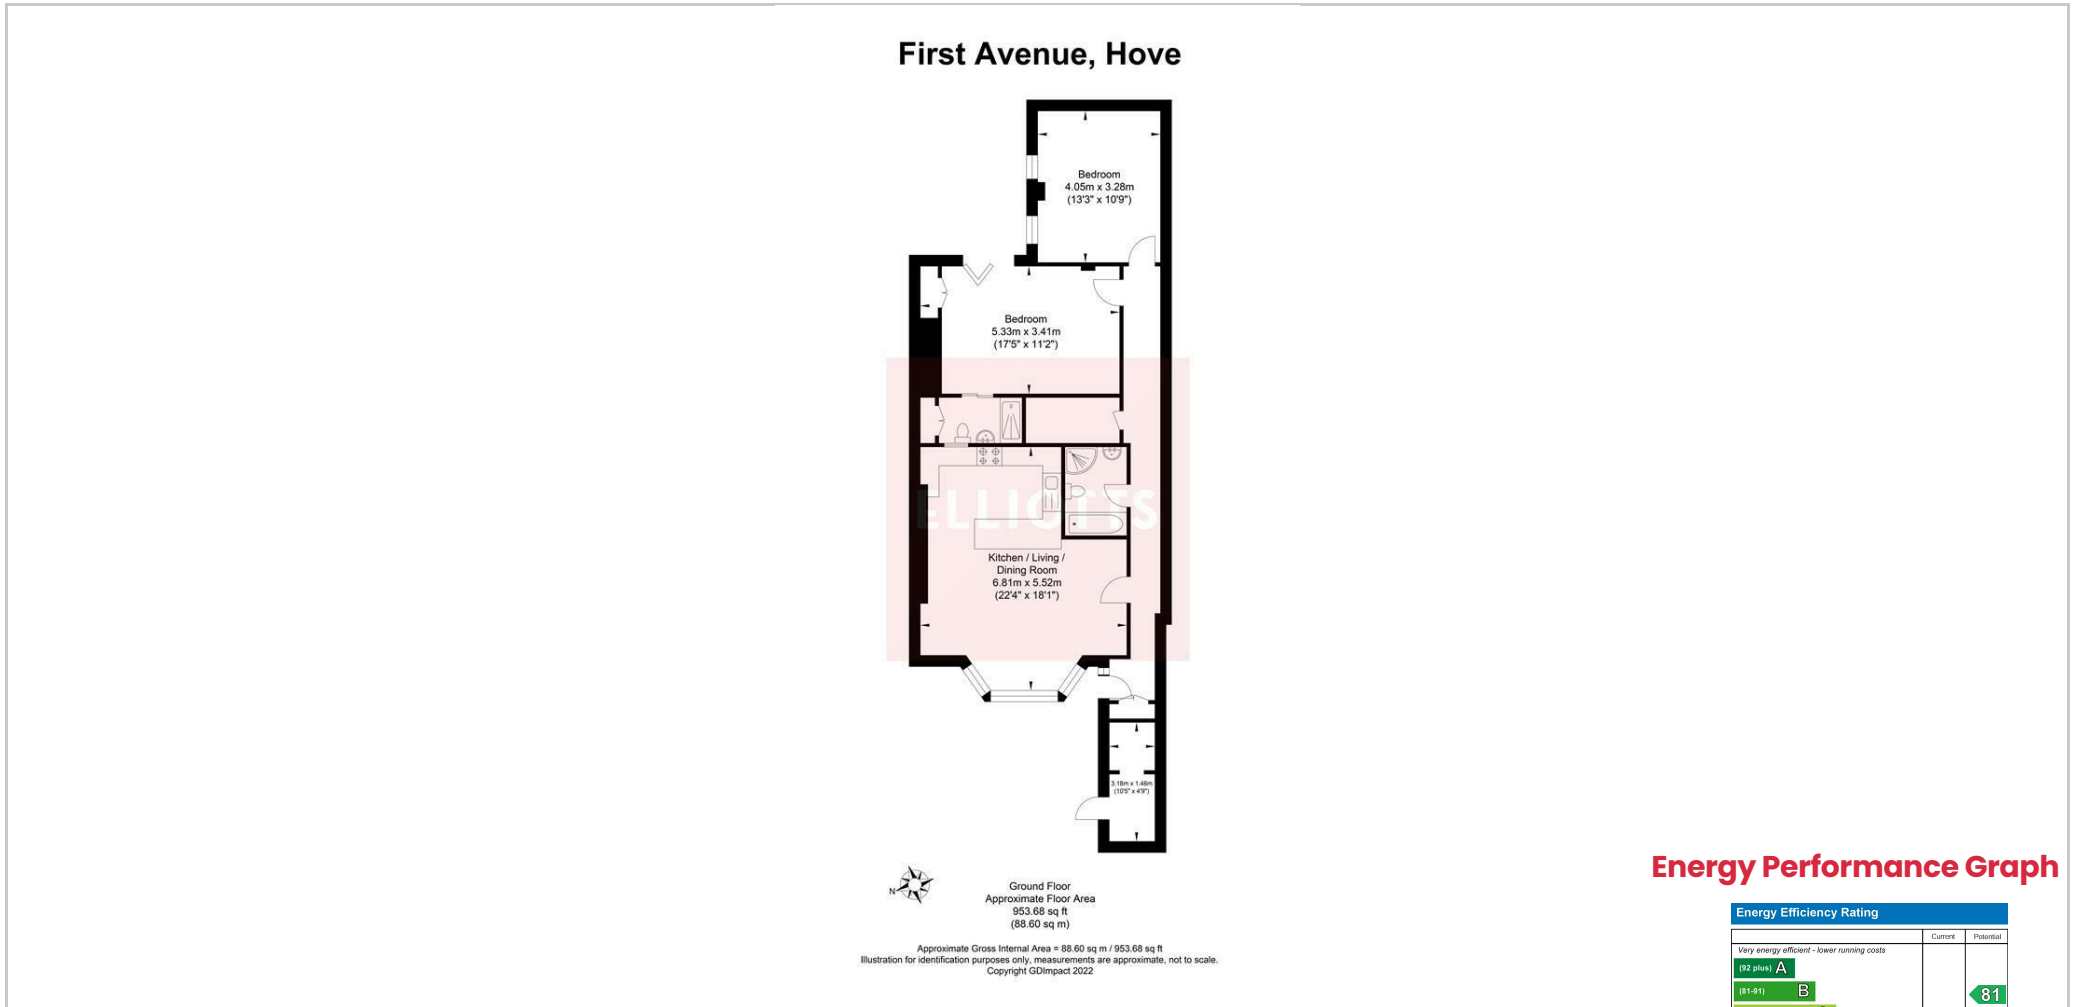 First Avenue, Hove
Bedroom
4.05m x 3.28m
(13'3" x 10'9")
Bedroom
5.33m x 3.41m
(17'5" x 11'2")
ELLIOTTS
Kitchen / Living /
Dining Room
6.81m x 5.52m
(22'4" x 18'1")
3.18m x 1.46m
(10'5" x 4'9")
N
Ground Floor
Approximate Floor Area
953.68 sq ft
(88.60 sq m)
Approximate Gross Internal Area = 88.60 sq m / 953.68 sq ft
Illustration for identification purposes only, measurements are approximate, not to scale.
Copyright GDImpact 2022
Energy Performance Graph
Energy Efficiency Rating
Current Potential
Very energy efficient - lower running costs
(92 plus) A
(81-91) B
81